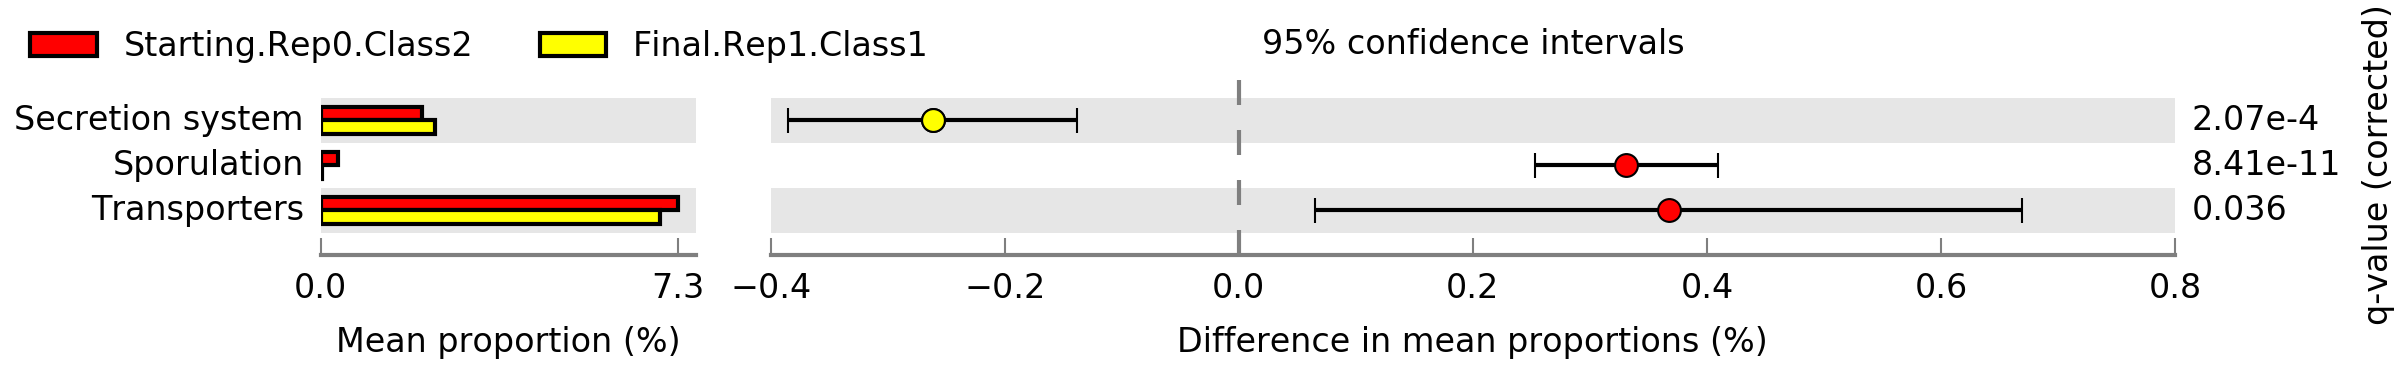 Starting.Rep0.Class2
Final.Rep1.Class1
95% confidence intervals
Secretion system
2.07e-4
Sporulation
8.41e-11
Transporters
0.036
q-value (corrected)
0.0 7.3
−0.4 −0.2 0.0 0.2 0.4 0.6 0.8
Mean proportion (%)
Difference in mean proportions (%)